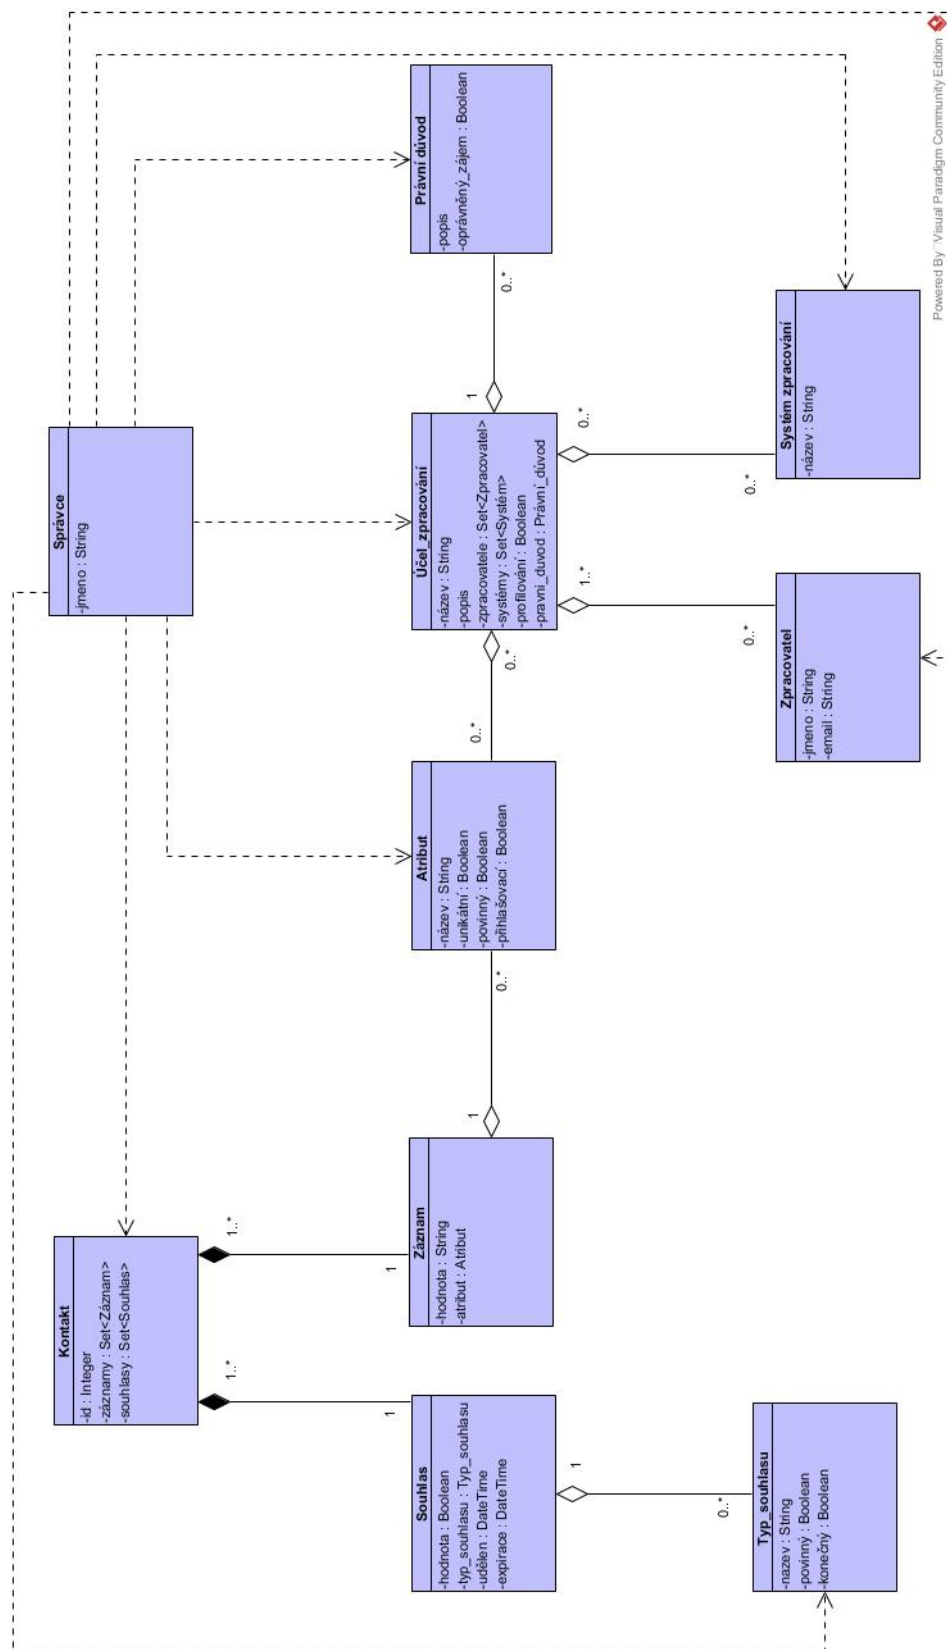 Správce
-jmeno : String
Kontakt
-id : Integer
-záznamy : Set<Záznam>
-souhlasy : Set<Souhlas>
1..*
1..*
1
1
Souhlas
-hodnota : Boolean
-typ_souhlasu : Typ_souhlasu
-udělen : DateTime
-expirace : DateTime
Záznam
-hodnota : String
-atribut : Atribut
1
0..*
Atribut
-název : String
-unikátní : Boolean
-povinný : Boolean
-přihlašovací : Boolean
0..*
0..*
Účel_zpracování
-název : String
-popis
-zpracovatele : Set<Zpracovatel>
-systémy : Set<Systém>
-profilování : Boolean
-pravni_duvod : Právní_důvod
1
0..*
Právní důvod
-popis
-oprávněný_zájem : Boolean
1
0..*
Typ_souhlasu
-nazev : String
-povinný : Boolean
-konečný : Boolean
1..*
0..*
Zpracovatel
-jmeno : String
-email : String
0..*
0..*
Systém zpracování
-název : String
Powered By Visual Paradigm Community Edition